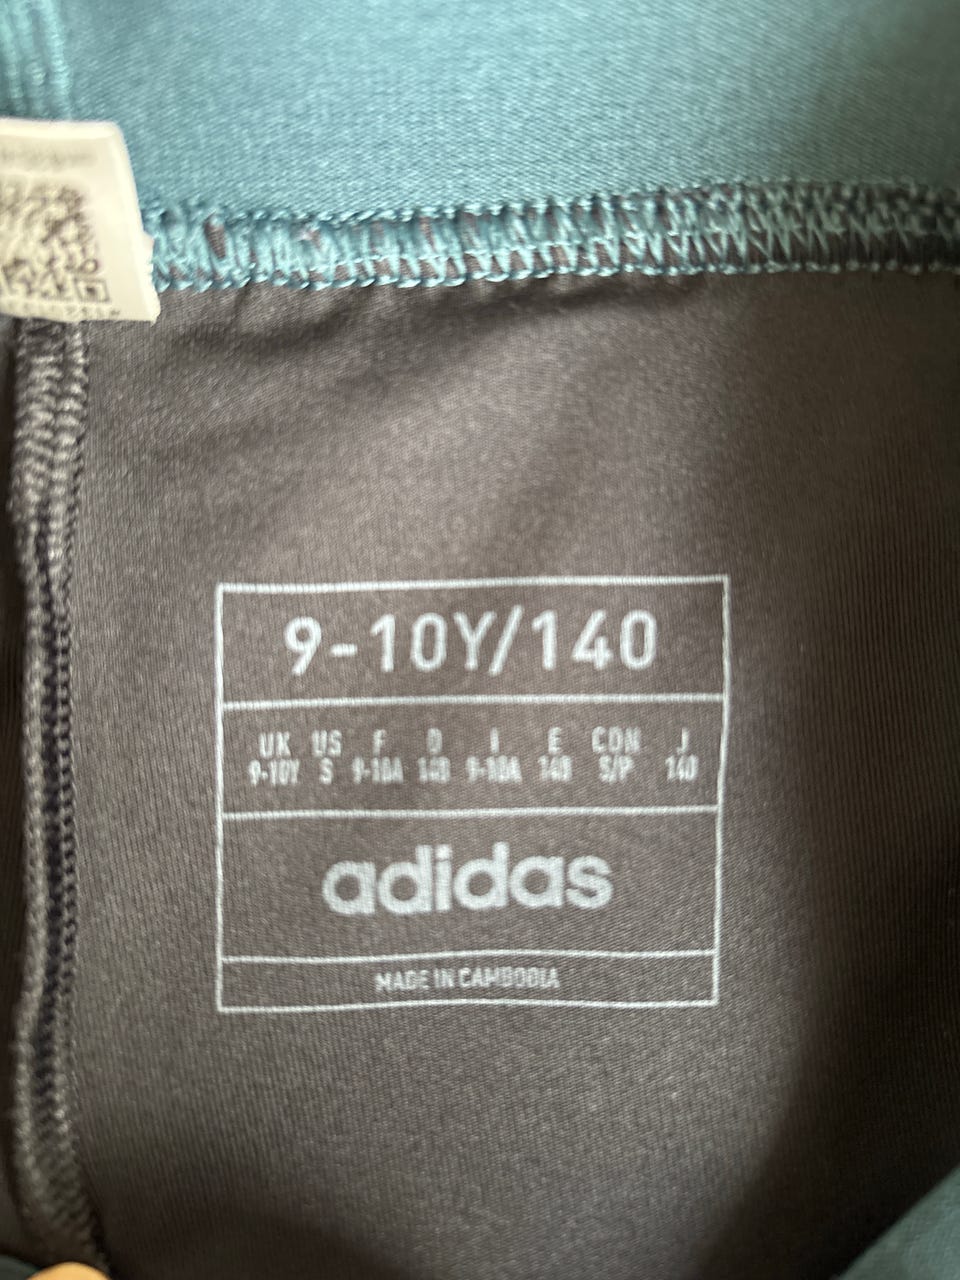 9-10Y/140
UK US F D I E CON J
9-10Y S 9-10A 140 9-10A 140 S/P 140
adidas
MADE IN CAMBODIA